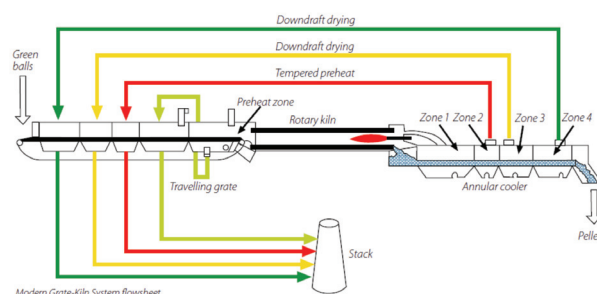 Downdraft drying
Green
balls
Downdraft drying
Tempered preheat
Preheat zone
Rotary kiln
Zone 1 Zone 2 Zone 3 Zone 4
Travelling grate
Annular cooler
Pelle
Stack
Modern Grate-Kiln System flowsheet